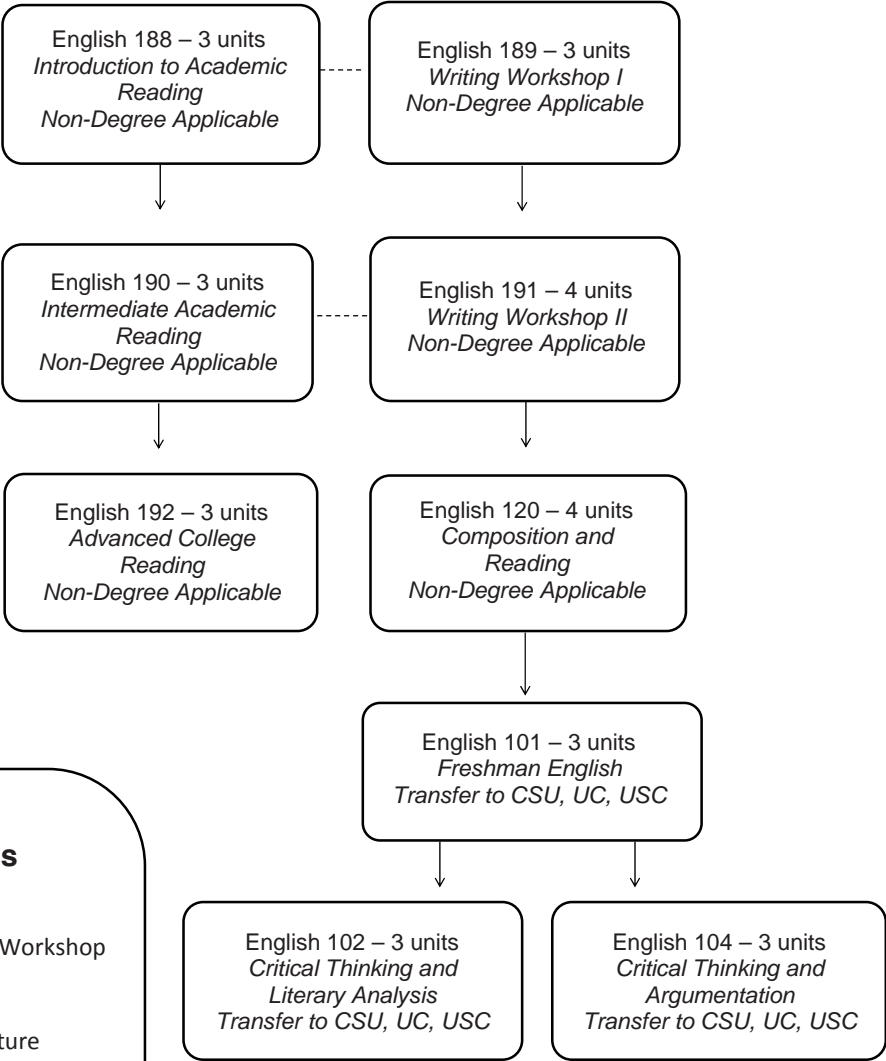 English 188 – 3 units
Introduction to Academic
Reading
Non-Degree Applicable
English 189 – 3 units
Writing Workshop I
Non-Degree Applicable
English 190 – 3 units
Intermediate Academic
Reading
Non-Degree Applicable
English 191 – 4 units
Writing Workshop II
Non-Degree Applicable
English 192 – 3 units
Advanced College
Reading
Non-Degree Applicable
English 120 – 4 units
Composition and
Reading
Non-Degree Applicable
English 101 – 3 units
Freshman English
Transfer to CSU, UC, USC
English 102 – 3 units
Critical Thinking and
Literary Analysis
Transfer to CSU, UC, USC
English 104 – 3 units
Critical Thinking and
Argumentation
Transfer to CSU, UC, USC
s
Workshop
ture